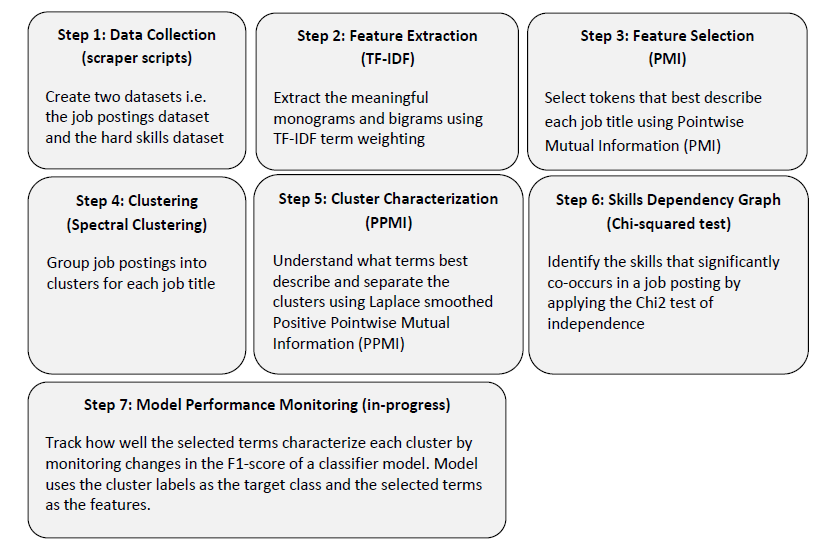 Step 1: Data Collection
(scraper scripts)
Create two datasets i.e.
the job postings dataset
and the hard skills dataset
Step 2: Feature Extraction
(TF-IDF)
Extract the meaningful
monograms and bigrams using
TF-IDF term weighting
Step 3: Feature Selection
(PMI)
Select tokens that best describe
each job title using Pointwise
Mutual Information (PMI)
Step 4: Clustering
(Spectral Clustering)
Group job postings into
clusters for each job title
Step 5: Cluster Characterization
(PPMI)
Understand what terms best
describe and separate the
clusters using Laplace smoothed
Positive Pointwise Mutual
Information (PPMI)
Step 6: Skills Dependency Graph
(Chi-squared test)
Identify the skills that significantly
co-occurs in a job posting by
applying the Chi2 test of
independence
Step 7: Model Performance Monitoring (in-progress)
Track how well the selected terms characterize each cluster by
monitoring changes in the F1-score of a classifier model. Model
uses the cluster labels as the target class and the selected terms
as the features.